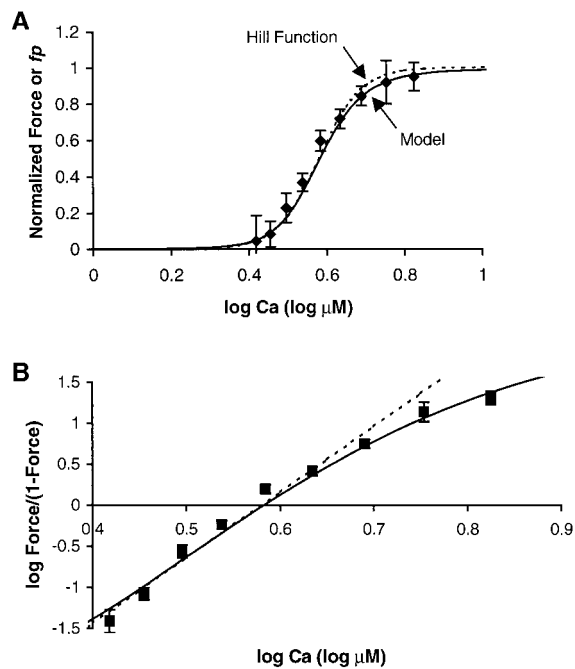 A
Normalized Force or fp
1.2
1
0.8
0.6
0.4
0.2
0
Hill Function
Model
0 0.2 0.4 0.6 0.8 1
log Ca (log µM)
B
log Force/(1-Force)
1.5
1
0.5
0
-0.5
-1
-1.5
0.4 0.5 0.6 0.7 0.8 0.9
log Ca (log µM)